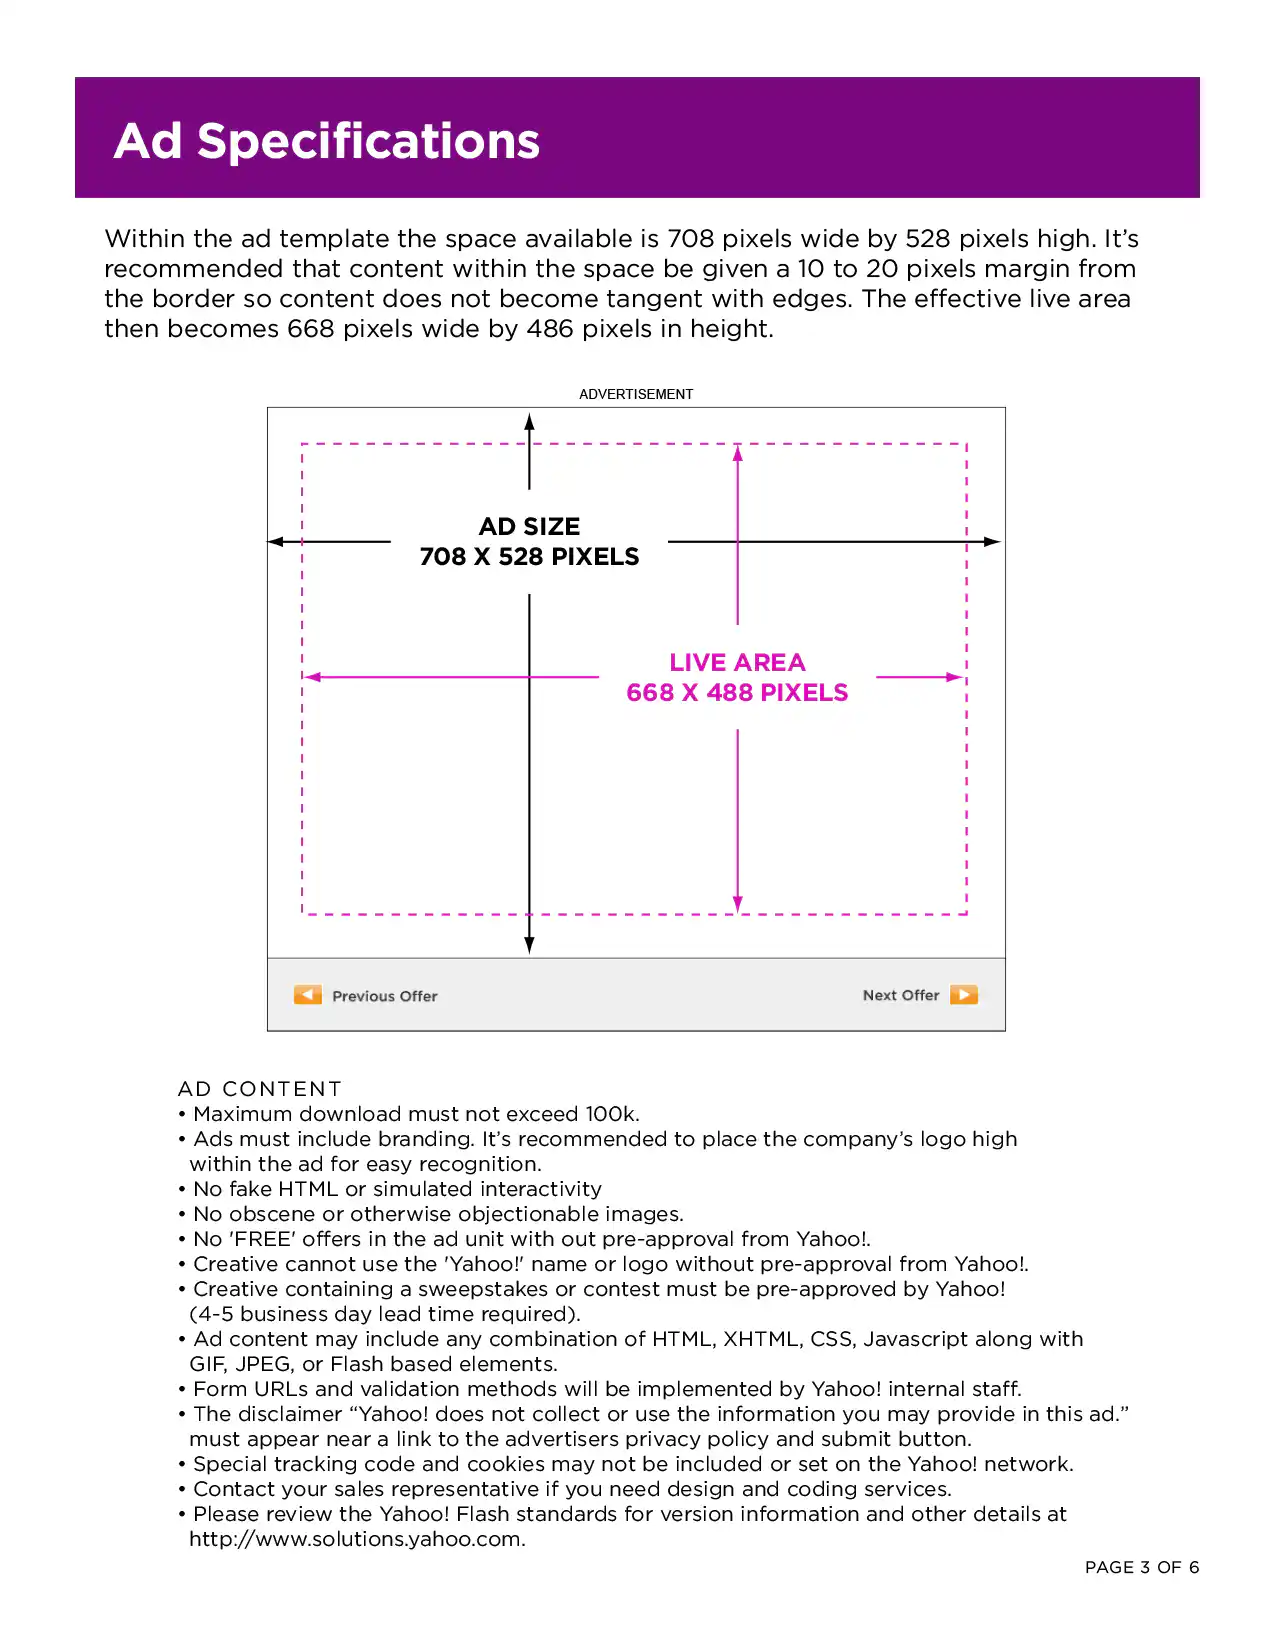 Ad Specifications
Within the ad template the space available is 708 pixels wide by 528 pixels high. It’s
recommended that content within the space be given a 10 to 20 pixels margin from
the border so content does not become tangent with edges. The effective live area
then becomes 668 pixels wide by 486 pixels in height.
ADVERTISEMENT
AD SIZE
708 X 528 PIXELS
LIVE AREA
668 X 488 PIXELS
Previous Offer
Next Offer
AD CONTENT
• Maximum download must not exceed 100k.
• Ads must include branding. It’s recommended to place the company’s logo high
within the ad for easy recognition.
• No fake HTML or simulated interactivity
• No obscene or otherwise objectionable images.
• No 'FREE' offers in the ad unit with out pre-approval from Yahoo!.
• Creative cannot use the 'Yahoo!' name or logo without pre-approval from Yahoo!.
• Creative containing a sweepstakes or contest must be pre-approved by Yahoo!
(4-5 business day lead time required).
• Ad content may include any combination of HTML, XHTML, CSS, Javascript along with
GIF, JPEG, or Flash based elements.
• Form URLs and validation methods will be implemented by Yahoo! internal staff.
• The disclaimer “Yahoo! does not collect or use the information you may provide in this ad.”
must appear near a link to the advertisers privacy policy and submit button.
• Special tracking code and cookies may not be included or set on the Yahoo! network.
• Contact your sales representative if you need design and coding services.
• Please review the Yahoo! Flash standards for version information and other details at
http://www.solutions.yahoo.com.
PAGE 3 OF 6